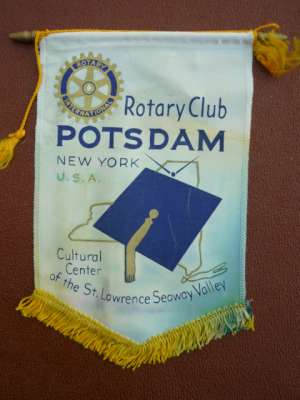 ROTARY
INTERNATIONAL
Rotary Club
POTSDAM
NEW YORK
U.S.A.
Cultural
Center
of the St. Lawrence Seaway Valley